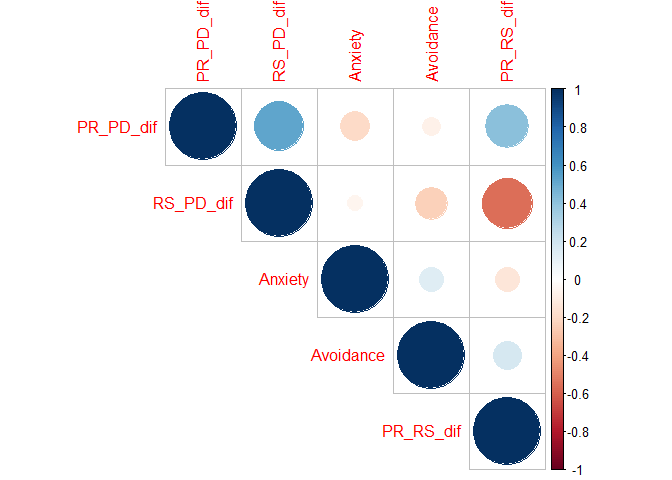 PR_PD_dif
RS_PD_dif
Anxiety
Avoidance
PR_RS_dif
PR_PD_dif
RS_PD_dif
Anxiety
Avoidance
PR_RS_dif
1
0.8
0.6
0.4
0.2
0
-0.2
-0.4
-0.6
-0.8
-1